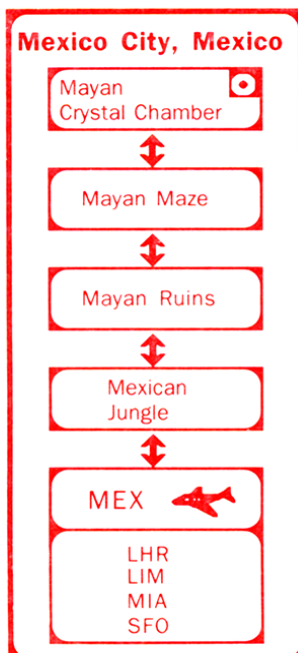 Mexico City, Mexico
Mayan
Crystal Chamber
Mayan Maze
Mayan Ruins
Mexican
Jungle
MEX
LHR
LIM
MIA
SFO